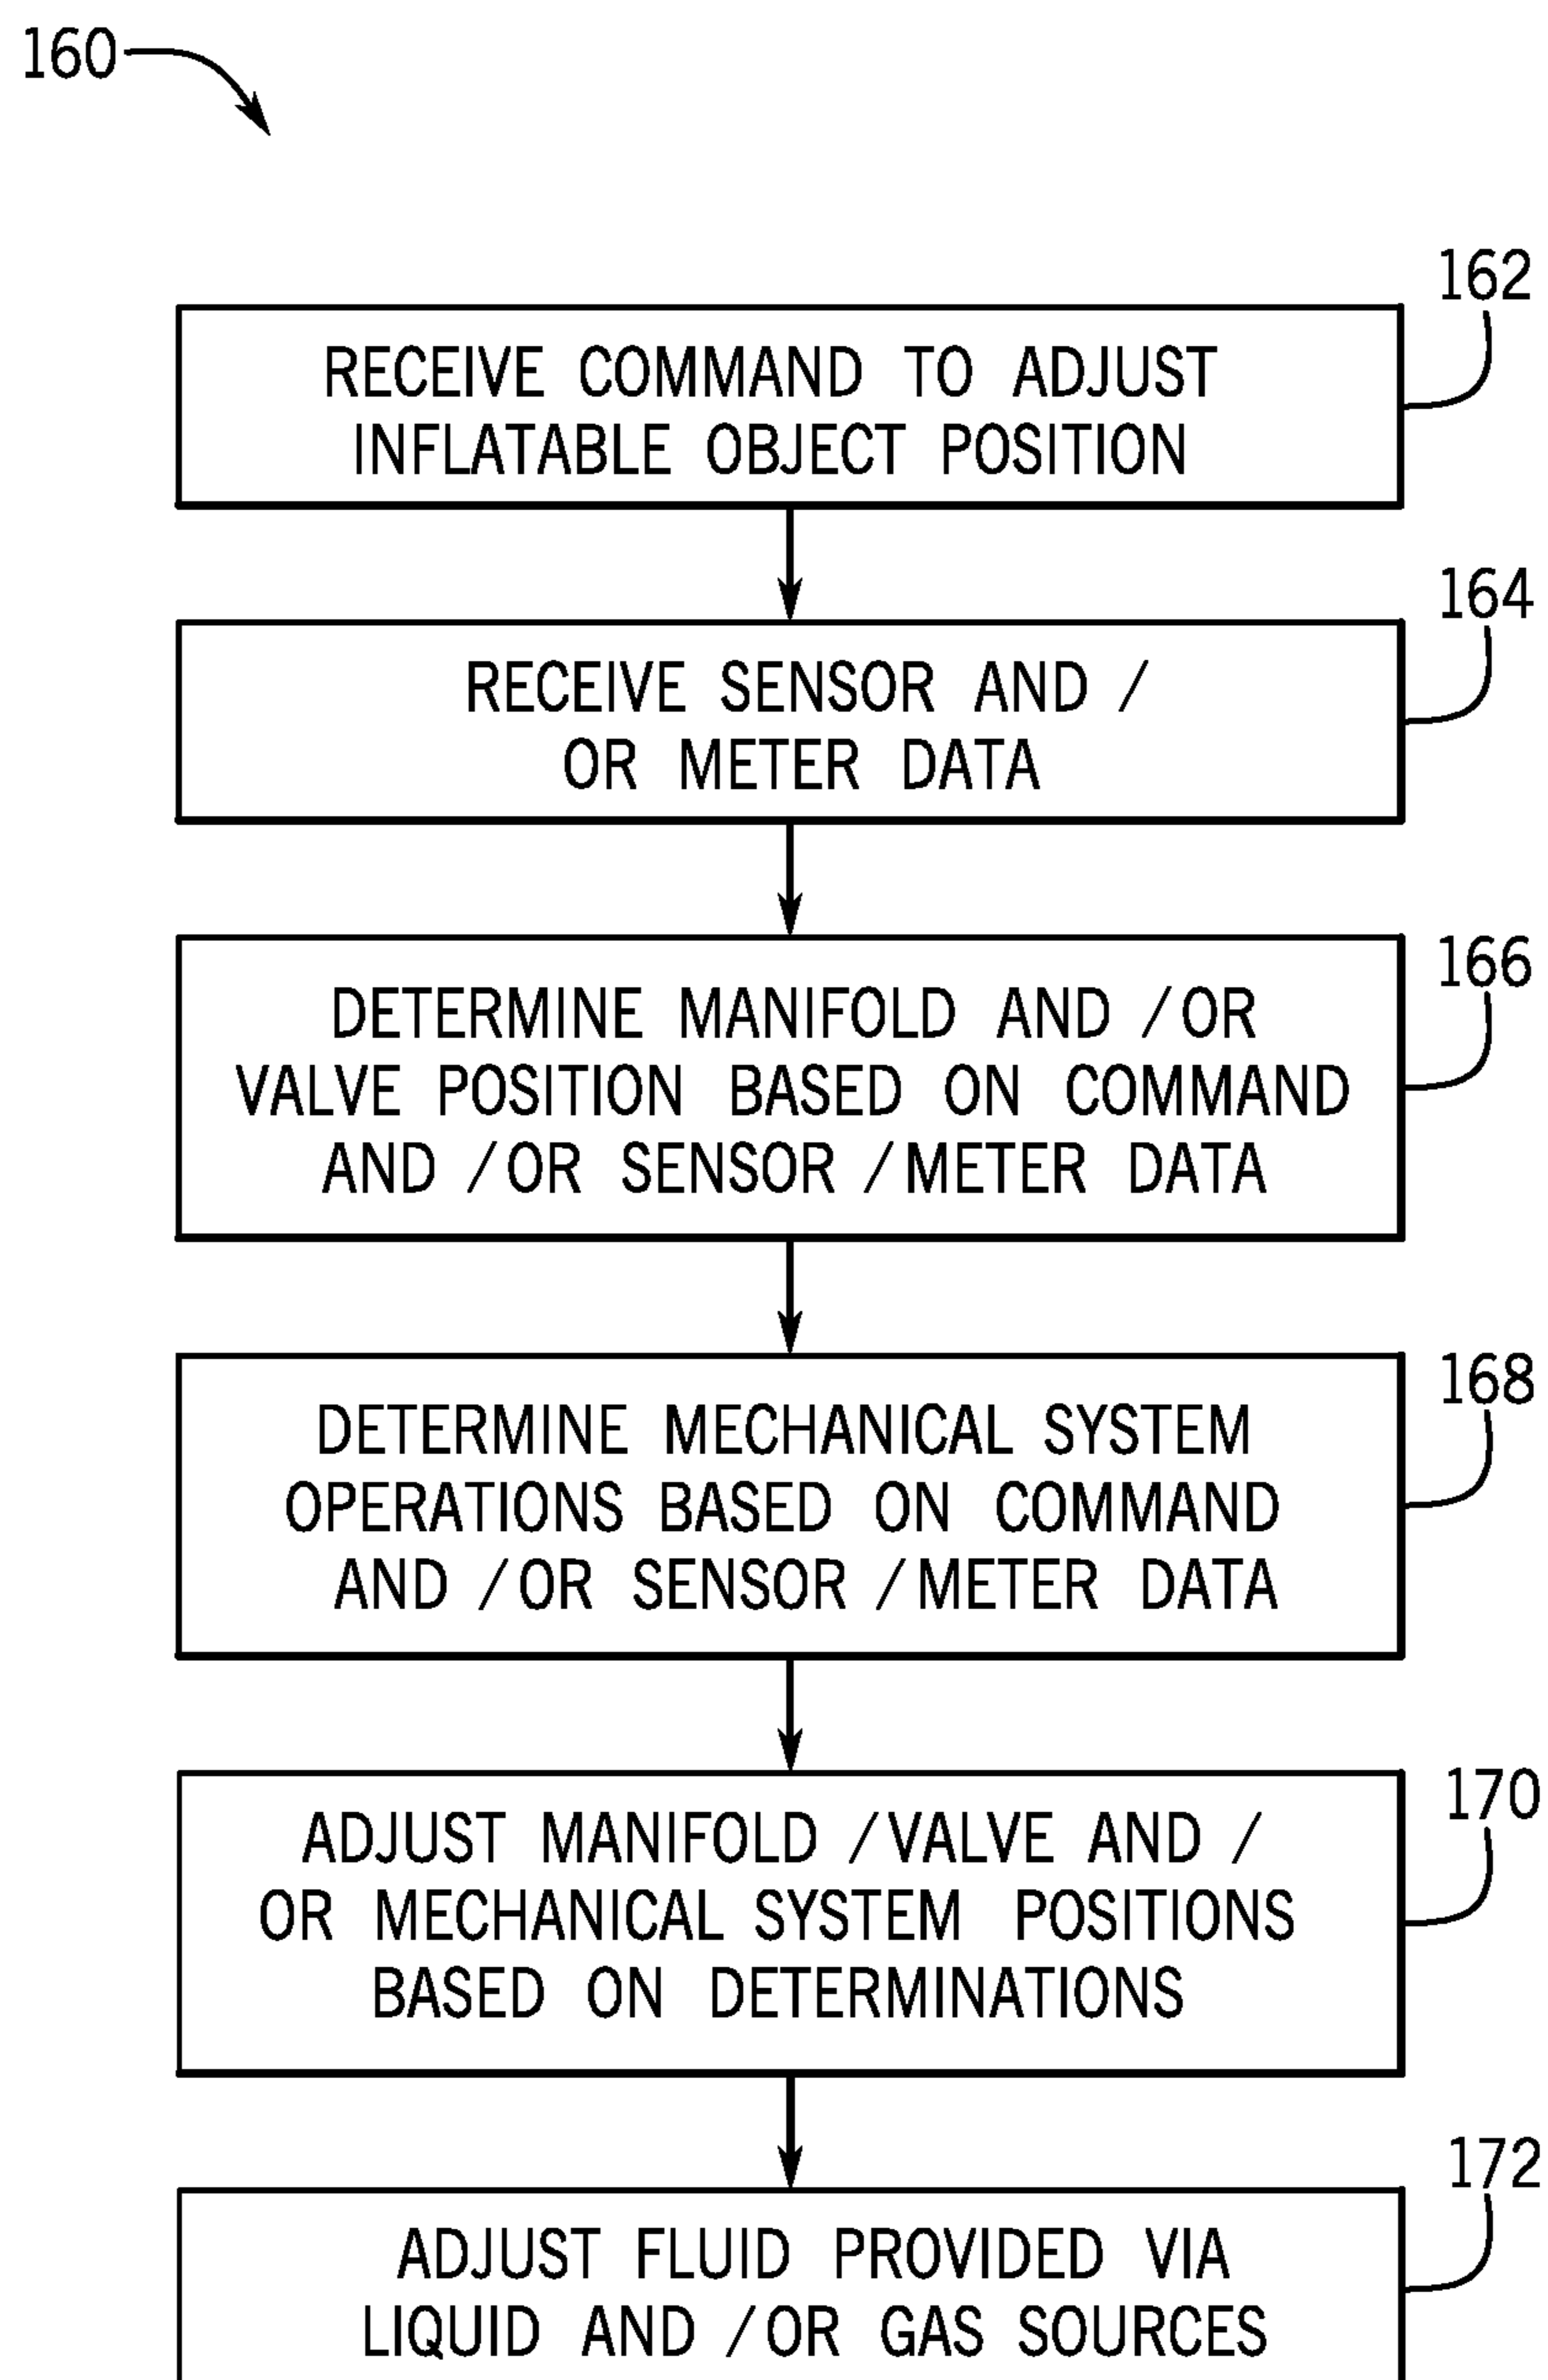 160
162
RECEIVE COMMAND TO ADJUST
INFLATABLE OBJECT POSITION
164
RECEIVE SENSOR AND /
OR METER DATA
166
DETERMINE MANIFOLD AND /OR
VALVE POSITION BASED ON COMMAND
AND /OR SENSOR /METER DATA
168
DETERMINE MECHANICAL SYSTEM
OPERATIONS BASED ON COMMAND
AND /OR SENSOR /METER DATA
170
ADJUST MANIFOLD /VALVE AND /
OR MECHANICAL SYSTEM POSITIONS
BASED ON DETERMINATIONS
172
ADJUST FLUID PROVIDED VIA
LIQUID AND /OR GAS SOURCES